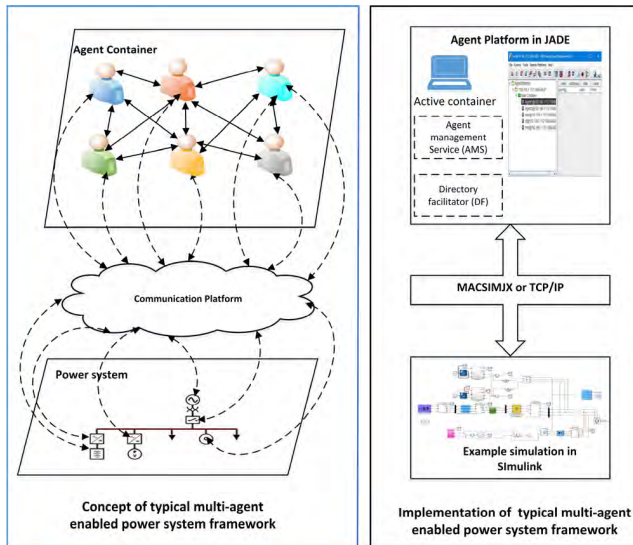 Agent Container
Communication Platform
Power system
Concept of typical multi-agent
enabled power system framework
Agent Platform in JADE
Active container
Agent
management
Service (AMS)
Directory
facilitator (DF)
MACSIMJX or TCP/IP
Example simulation in
SImulink
Implementation of typical multi-agent
enabled power system framework